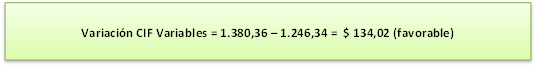 Variación CIF Variables = 1.380,36 – 1.246,34 = $ 134,02 (favorable)